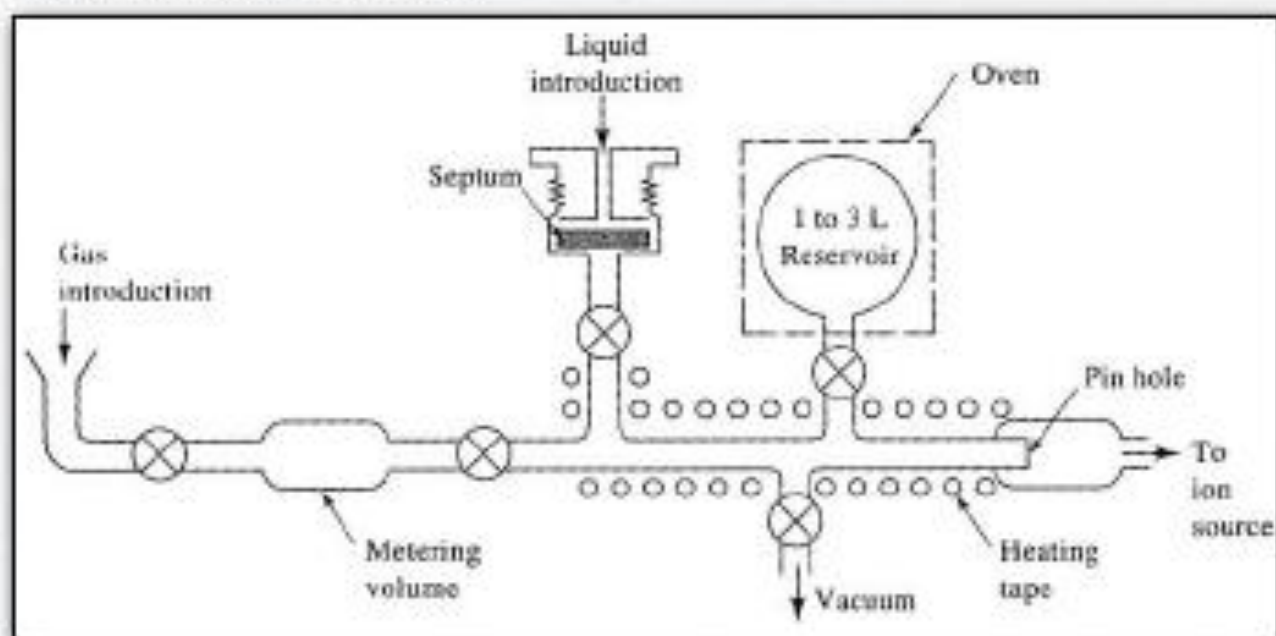 Liquid
introduction
Oven
Septum
1 to 3 L
Reservoir
Gas
introduction
Pin hole
To
ion
source
Metering
volume
Heating
tape
Vacuum